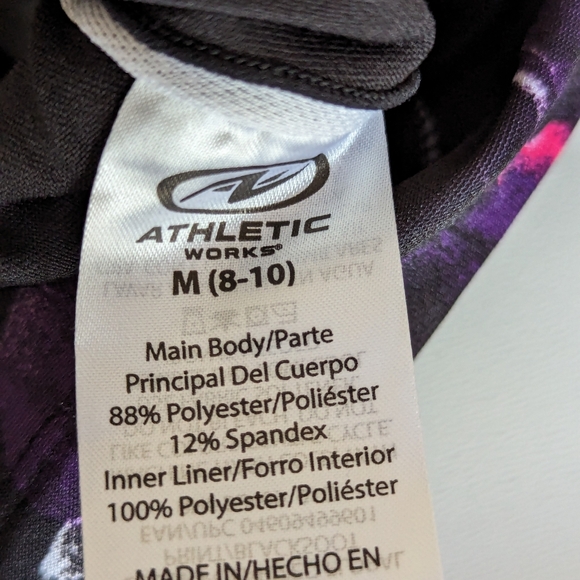 ATHLETIC
WORKS®
M (8-10)
Main Body/Parte
Principal Del Cuerpo
88% Polyester/Poliéster
12% Spandex
Inner Liner/Forro Interior
100% Polyester/Poliéster
MADE IN/HECHO EN